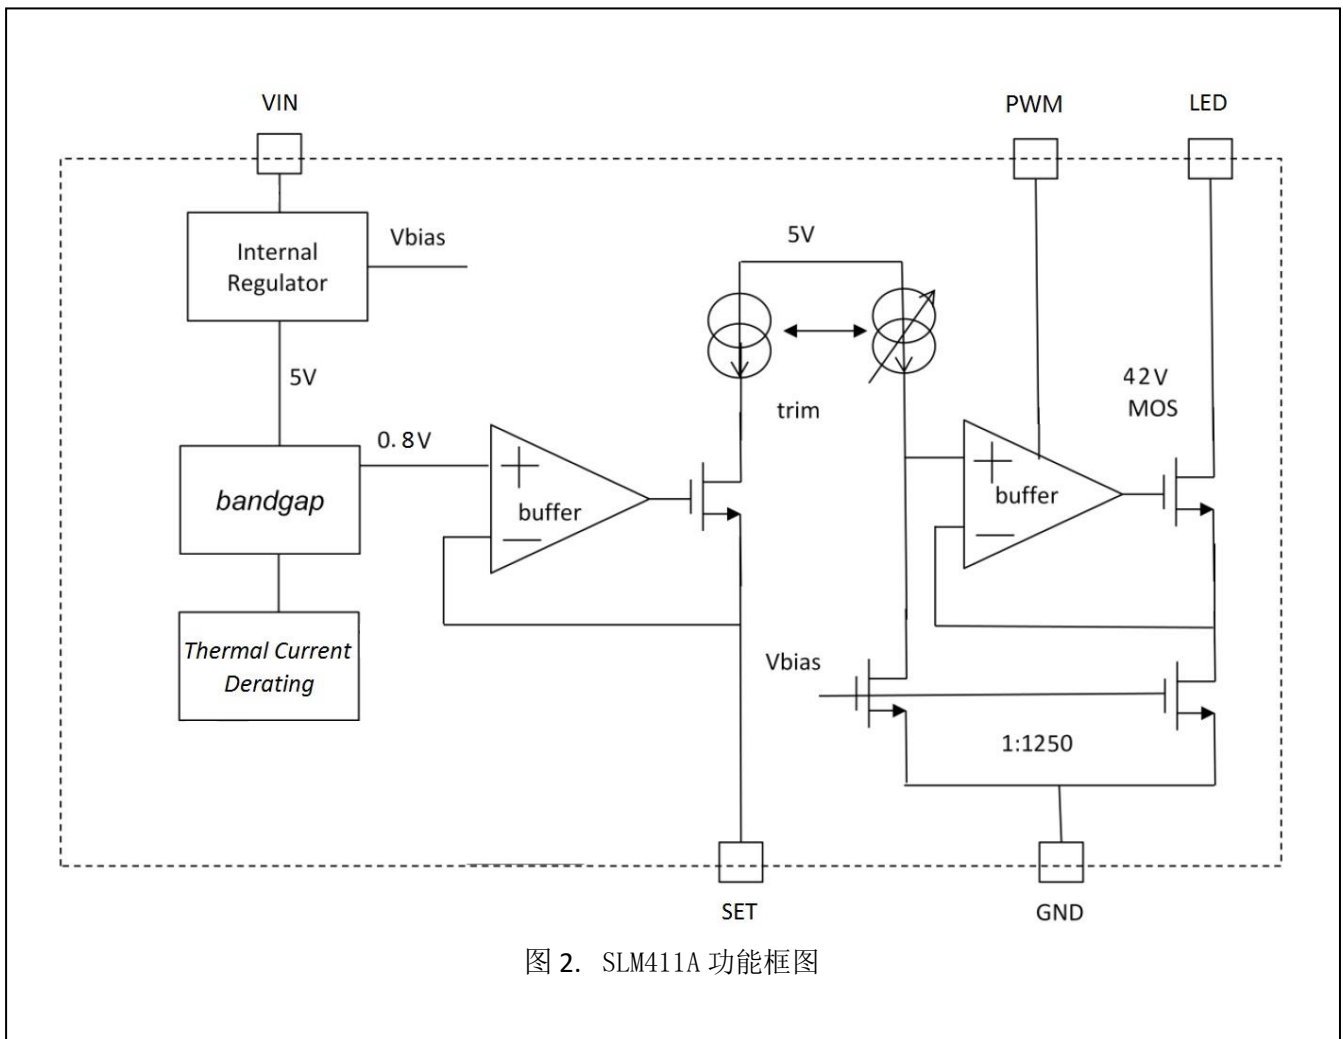 VIN
PWM
LED
Internal
Regulator
Vbias
5V
5V
trim
42V
MOS
0.8V
bandgap
buffer
buffer
Thermal Current
Derating
Vbias
1:1250
SET
GND
图 2. SLM411A 功能框图